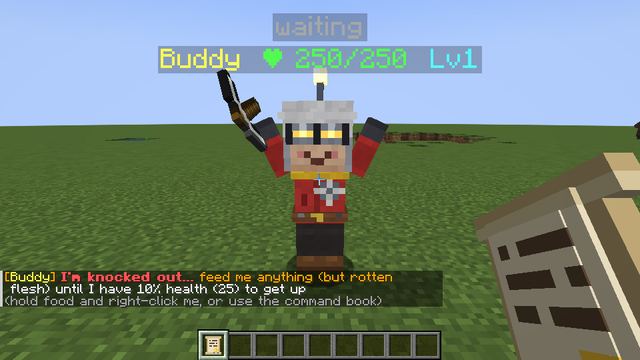 waiting
Buddy ♥ 250/250 Lv1
[Buddy] I'm knocked out... feed me anything (but rotten
flesh) until I have 10% health (25) to get up
(hold food and right-click me, or use the command book)